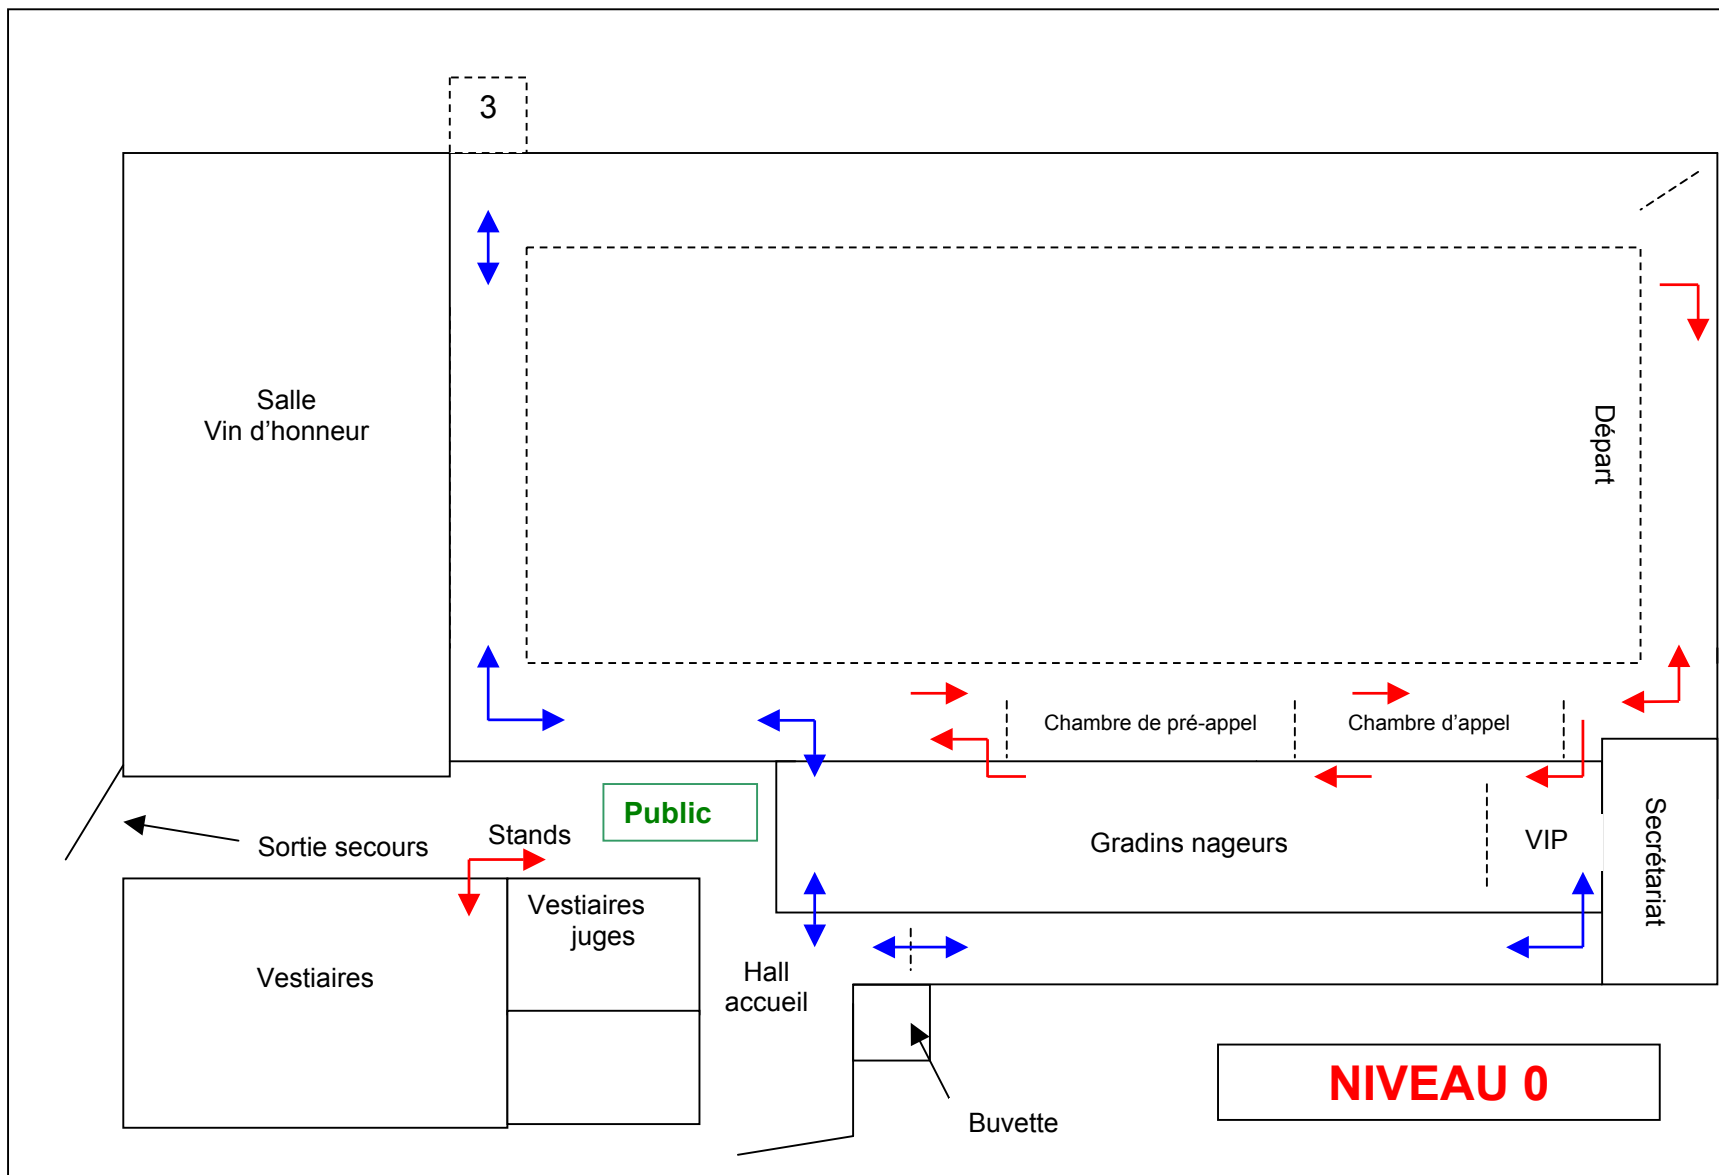 3
Salle
Vin d'honneur
Départ
Chambre de pré-appel
Chambre d'appel
Public
Sortie secours
Stands
Gradins nageurs
VIP
Secrétariat
Vestiaires
juges
Vestiaires
Hall
accueil
NIVEAU 0
Buvette